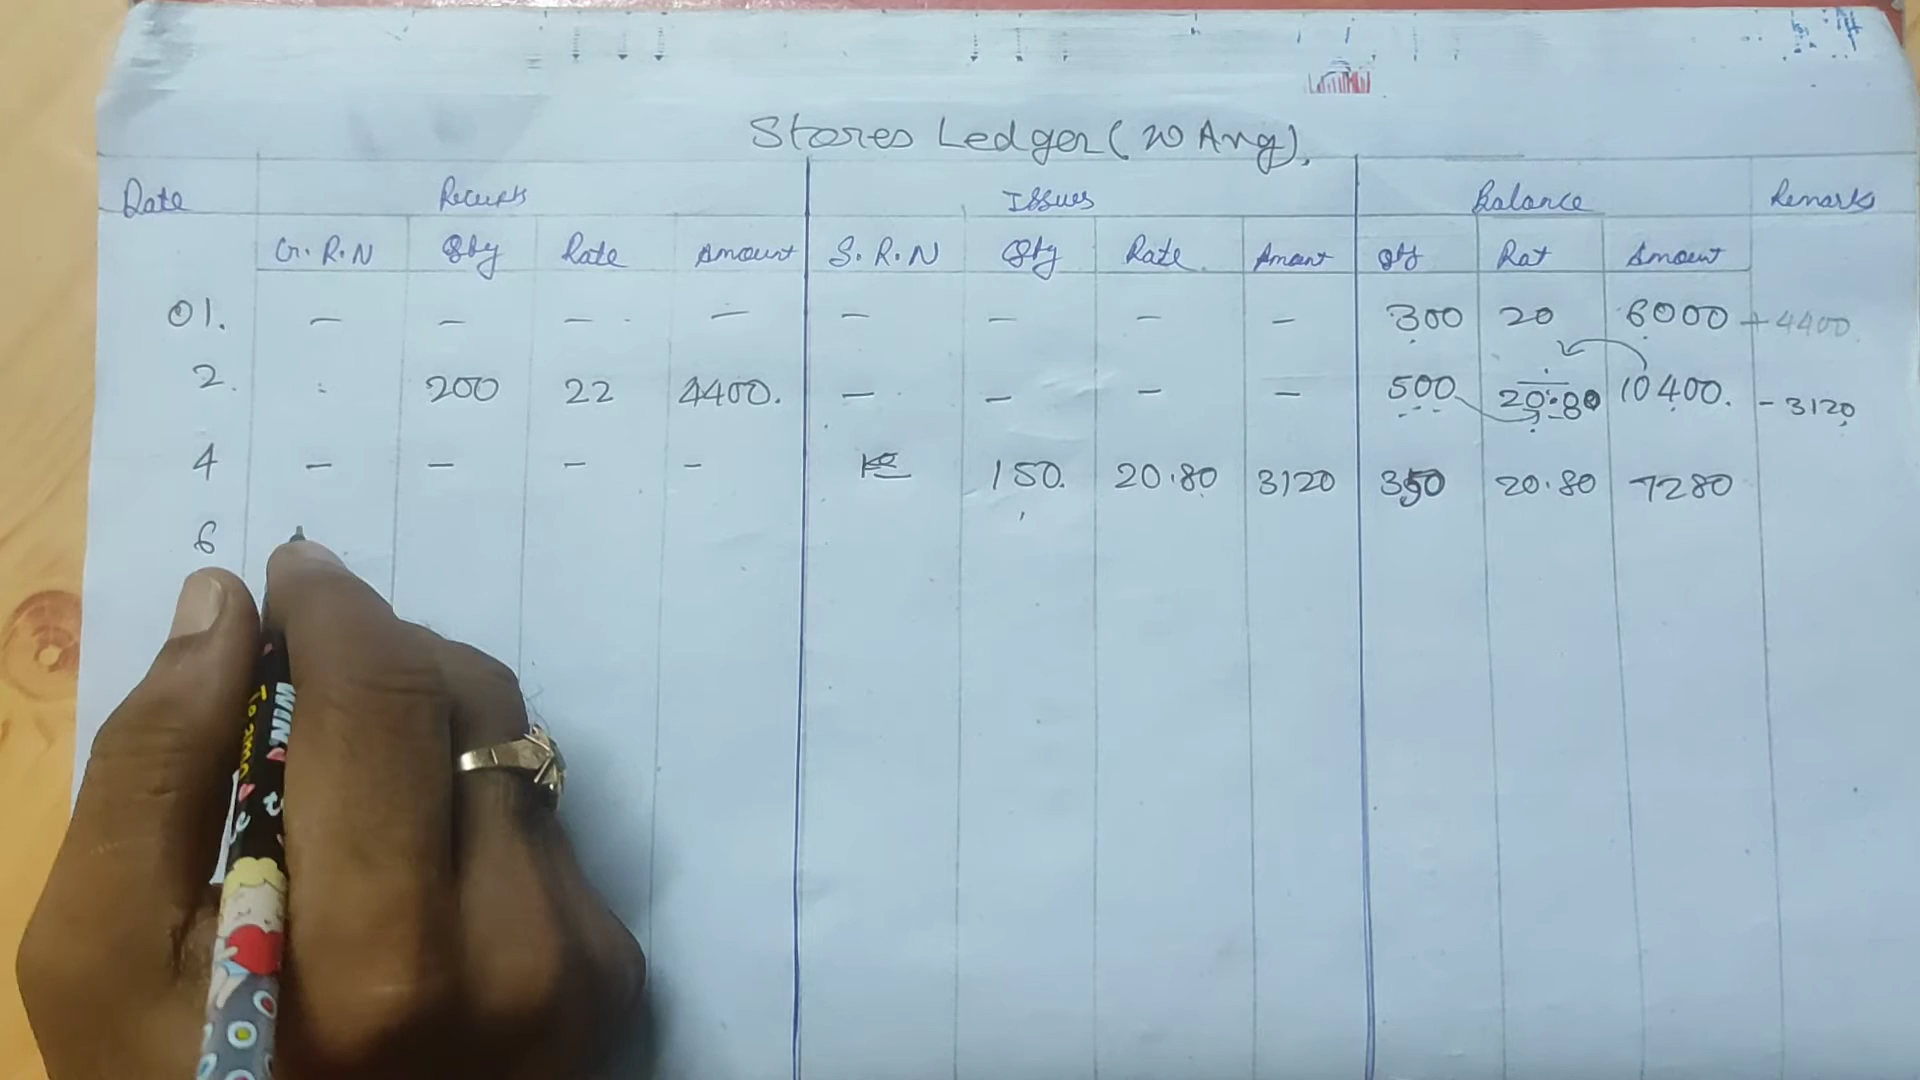 Stores Ledger (W Avg).
Date Receipts Issues Balance Remarks
G.R.N Qty Rate Amount S.R.N Qty Rate. Amount Qty Rat Amount
01. — — — — — — — — 300 20 6000 + 4400.
2. 200 22 4400. — — — — 500 20.80 10400. - 3120
4 — — — — 150. 20.80 3120 350 20.80 7280
6
WIN